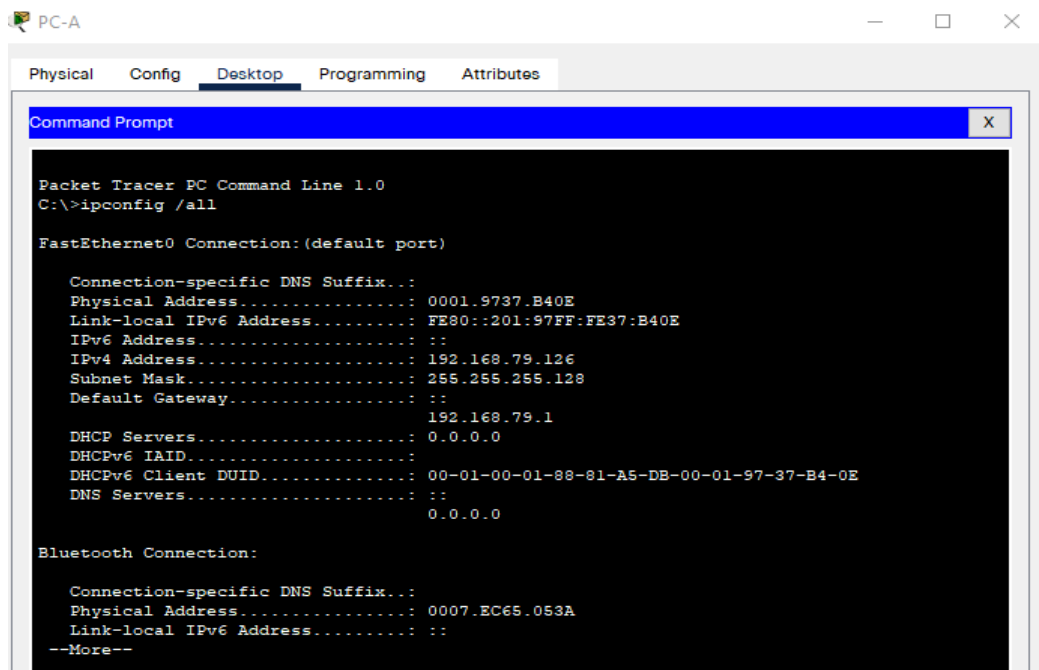 PC-A
Physical Config Desktop Programming Attributes
Command Prompt
X
Packet Tracer PC Command Line 1.0
C:\>ipconfig /all
FastEthernet0 Connection:(default port)
Connection-specific DNS Suffix..:
Physical Address................: 0001.9737.B40E
Link-local IPv6 Address.........: FE80::201:97FF:FE37:B40E
IPv6 Address....................: ::
IPv4 Address....................: 192.168.79.126
Subnet Mask.....................: 255.255.255.128
Default Gateway.................: ::
192.168.79.1
DHCP Servers....................: 0.0.0.0
DHCPv6 IAID.....................:
DHCPv6 Client DUID..............: 00-01-00-01-88-81-A5-DB-00-01-97-37-B4-0E
DNS Servers.....................: ::
0.0.0.0
Bluetooth Connection:
Connection-specific DNS Suffix..:
Physical Address................: 0007.EC65.053A
Link-local IPv6 Address.........: ::
--More--